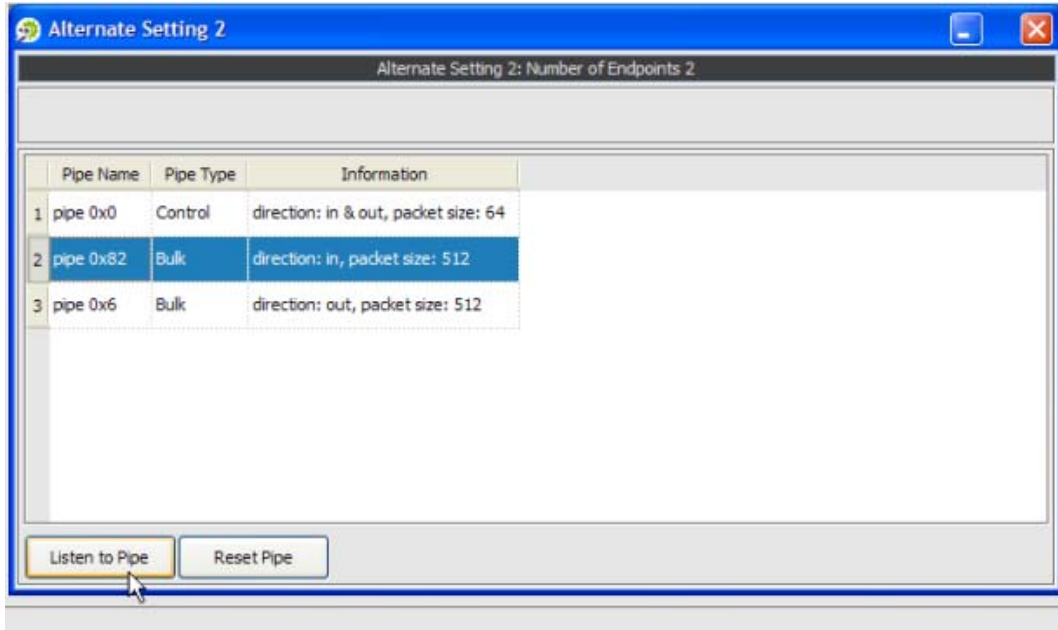 Alternate Setting 2
Alternate Setting 2: Number of Endpoints 2
Pipe Name Pipe Type Information
1 pipe 0x0 Control direction: in & out, packet size: 64
2 pipe 0x82 Bulk direction: in, packet size: 512
3 pipe 0x6 Bulk direction: out, packet size: 512
Listen to Pipe Reset Pipe